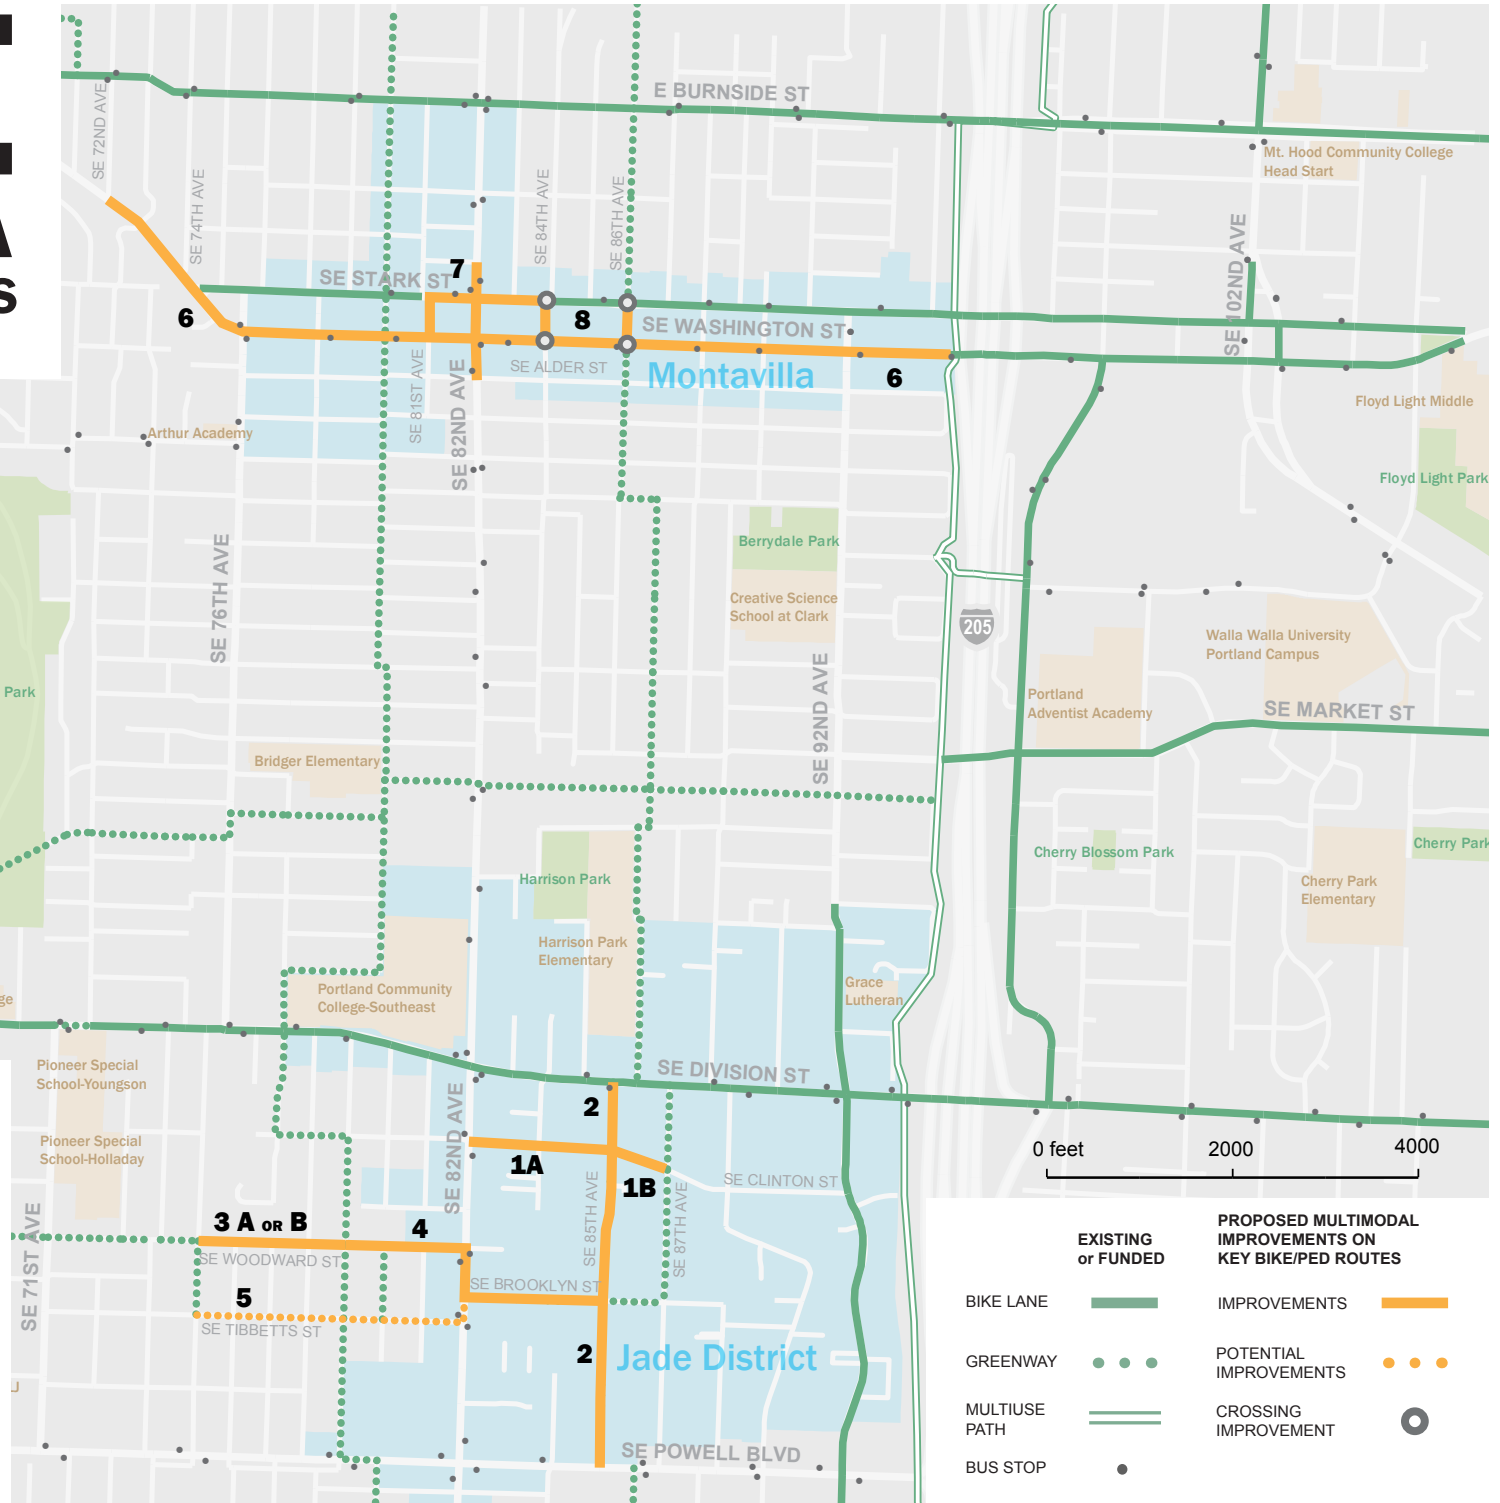 A
S
E BURNSIDE ST
SE 72ND AVE
Mt. Hood Community College
Head Start
SE 74TH AVE
SE 84TH AVE
SE 86TH AVE
SE 102ND AVE
7
SE STARK ST
6
8
SE WASHINGTON ST
SE ALDER ST
Montavilla
6
SE 81ST AVE
SE 82ND AVE
Floyd Light Middle
Arthur Academy
Floyd Light Park
Berrydale Park
SE 76TH AVE
Creative Science
School at Clark
205
Walla Walla University
Portland Campus
Park
SE 92ND AVE
Portland
Adventist Academy
SE MARKET ST
Bridger Elementary
Cherry Blossom Park
Cherry Park
Harrison Park
Cherry Park
Elementary
Harrison Park
Elementary
Grace
Lutheran
Portland Community
College-Southeast
ge
Pioneer Special
School-Youngson
SE DIVISION ST
2
SE 82ND AVE
Pioneer Special
School-Holladay
1A
1B
SE CLINTON ST
0 feet
2000
4000
SE 85TH AVE
SE 87TH AVE
SE 71ST AVE
3 A OR B
4
SE WOODWARD ST
SE BROOKLYN ST
5
SE TIBBETTS ST
2
Jade District
U
SE POWELL BLVD
EXISTING
or FUNDED
PROPOSED MULTIMODAL
IMPROVEMENTS ON
KEY BIKE/PED ROUTES
BIKE LANE
IMPROVEMENTS
GREENWAY
POTENTIAL
IMPROVEMENTS
MULTIUSE
PATH
CROSSING
IMPROVEMENT
BUS STOP